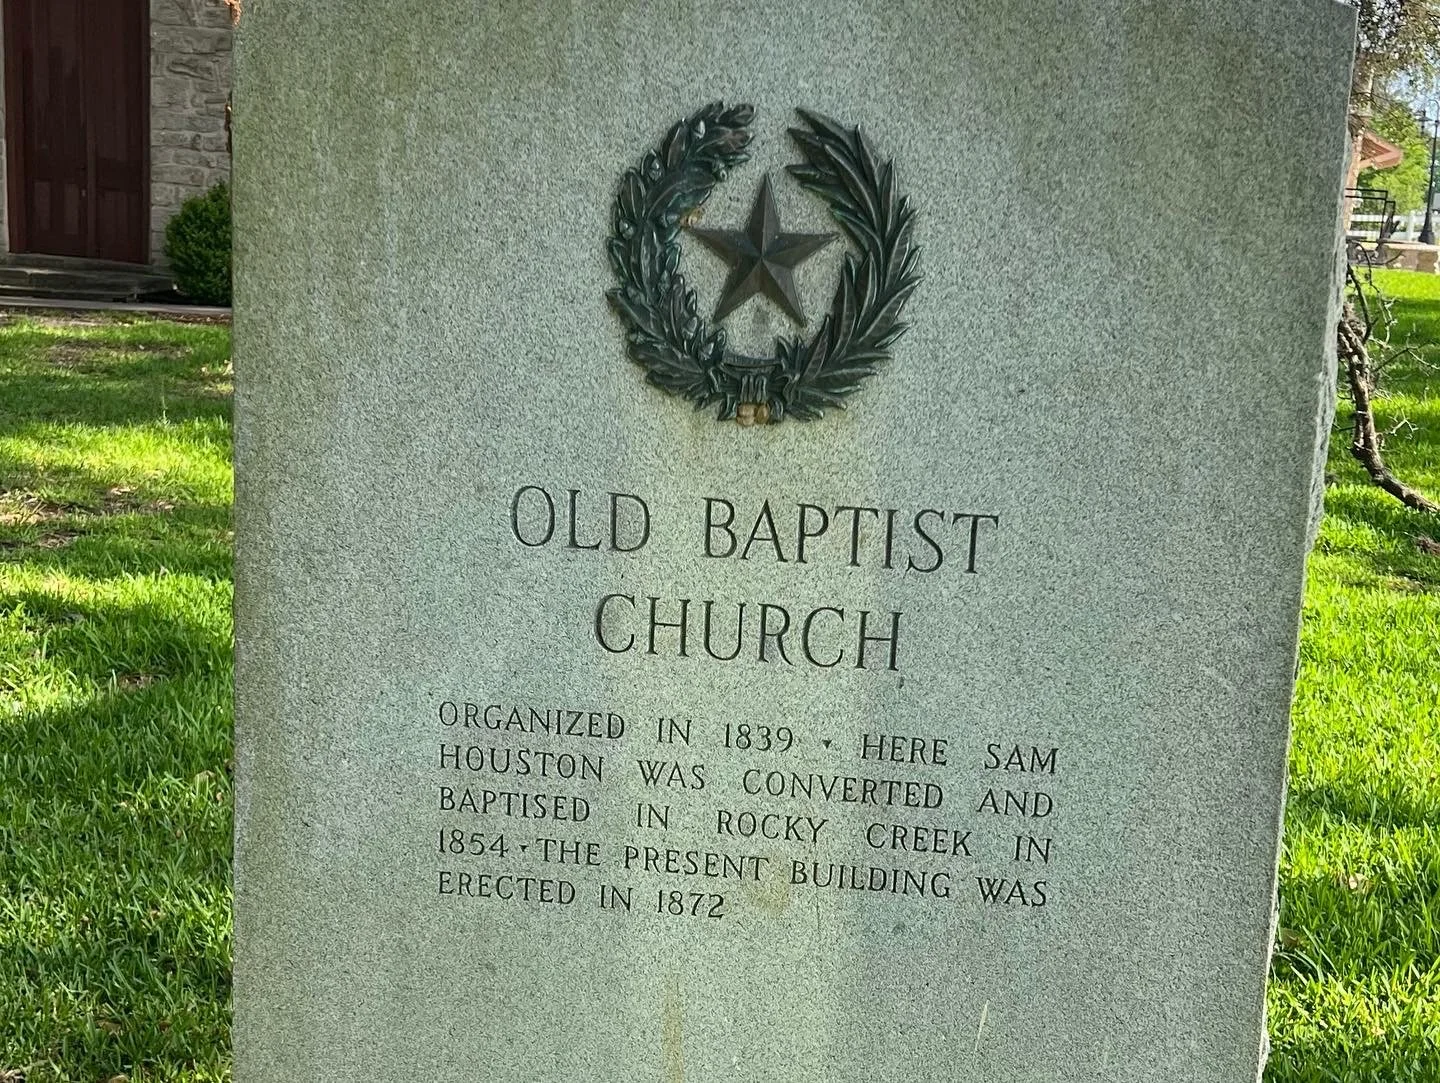 OLD BAPTIST
CHURCH
ORGANIZED IN 1839 · HERE SAM
HOUSTON WAS CONVERTED AND
BAPTISED IN ROCKY CREEK IN
1854 · THE PRESENT BUILDING WAS
ERECTED IN 1872